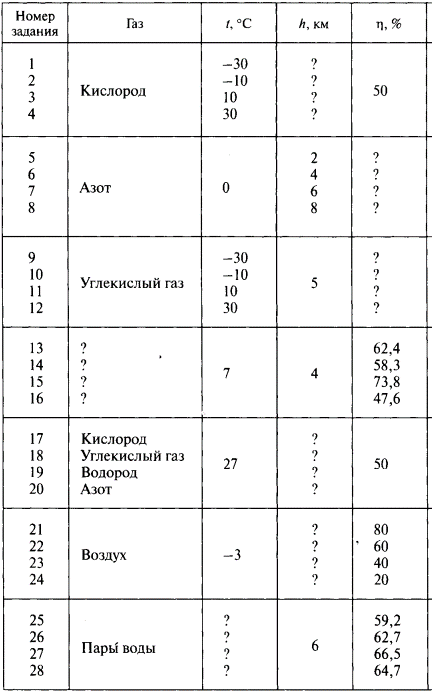 Номер задания Газ t, °C h, км η, %
1 −30 ?
2 −10 ?
3 Кислород 10 ? 50
4 30 ?
5 2 ?
6 4 ?
7 Азот 0 6 ?
8 8 ?
9 −30 ?
10 −10 ?
11 Углекислый газ 10 5 ?
12 30 ?
13 ? 62,4
14 ? 58,3
15 ? 7 4 73,8
16 ? 47,6
17 Кислород ?
18 Углекислый газ ?
19 Водород 27 ? 50
20 Азот ?
21 ? 80
22 ? 60
23 Воздух −3 ? 40
24 ? 20
25 ? 59,2
26 ? 62,7
27 Пары воды ? 6 66,5
28 ? 64,7